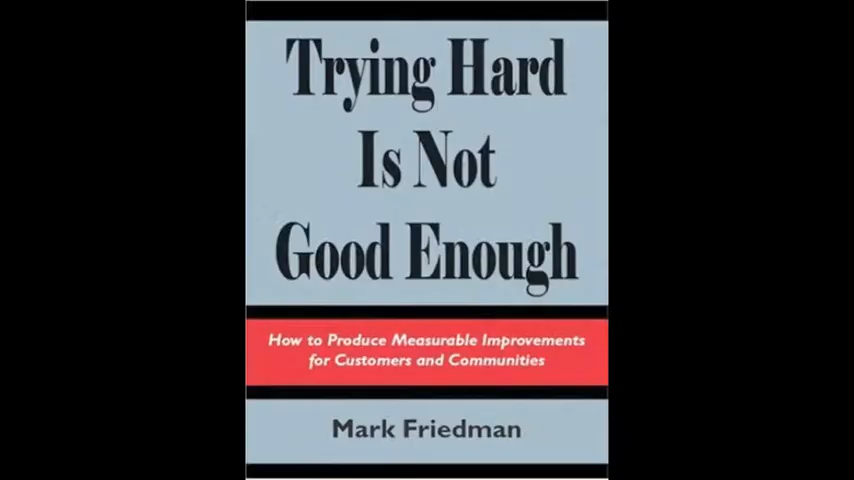 Trying Hard
Is Not
Good Enough
How to Produce Measurable Improvements
for Customers and Communities
Mark Friedman